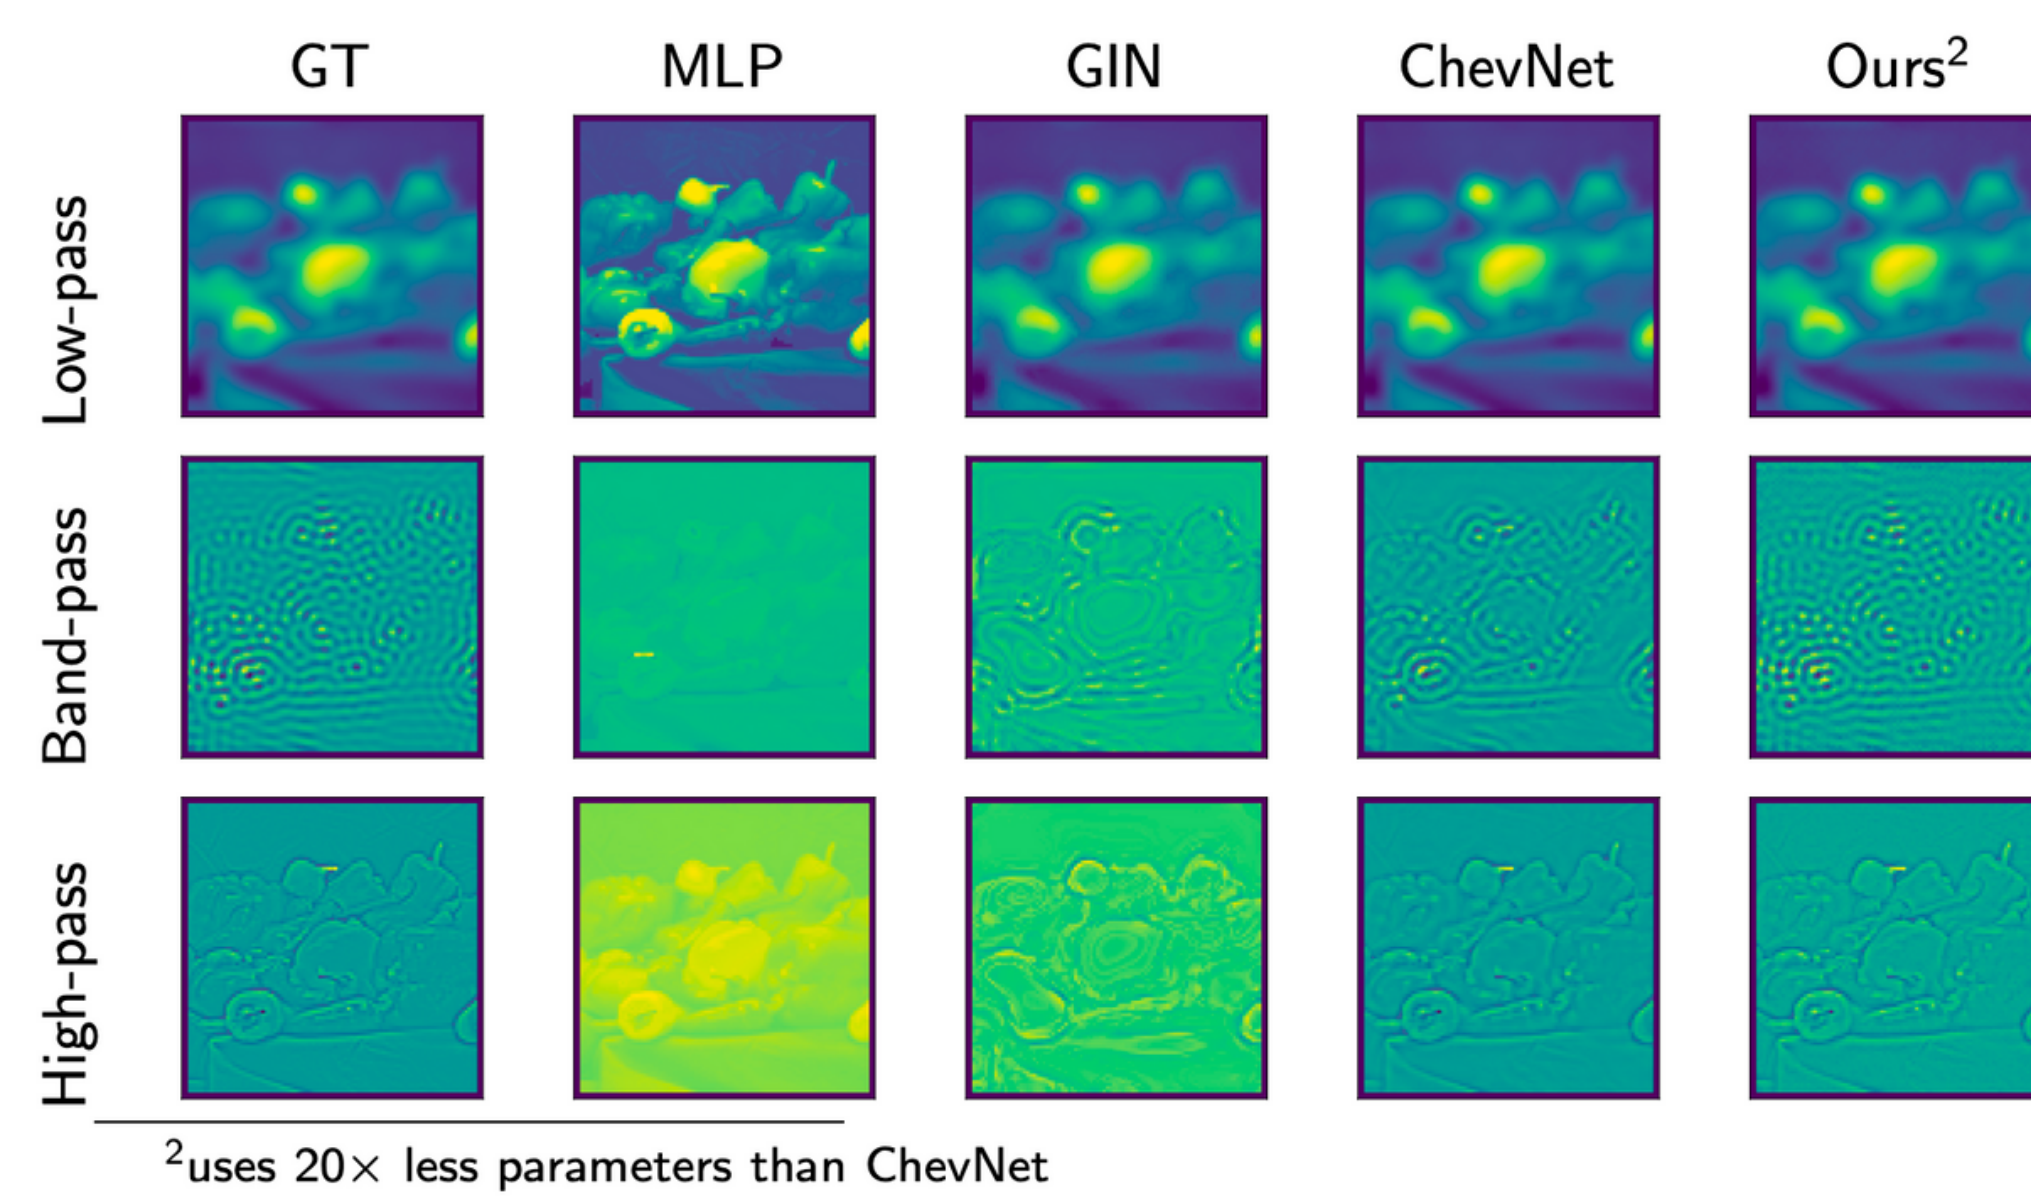 GT MLP GIN ChevNet Ours²
Low-pass
Band-pass
High-pass
²uses 20× less parameters than ChevNet